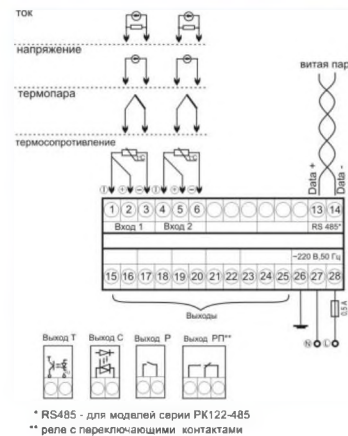 ток
напряжение
термопара
термосопротивление
витая пар
Data +
Data -
1 2 3 4 5 6 13 14
Вход 1 Вход 2 RS 485*
~220 В,50 Гц
15 16 17 18 19 20 21 22 23 24 25 26 27 28
Выходы
0,5 А
N L
Выход Т Выход С Выход Р Выход РП**
* RS485 - для моделей серии РК122-485
** реле с переключающими контактами